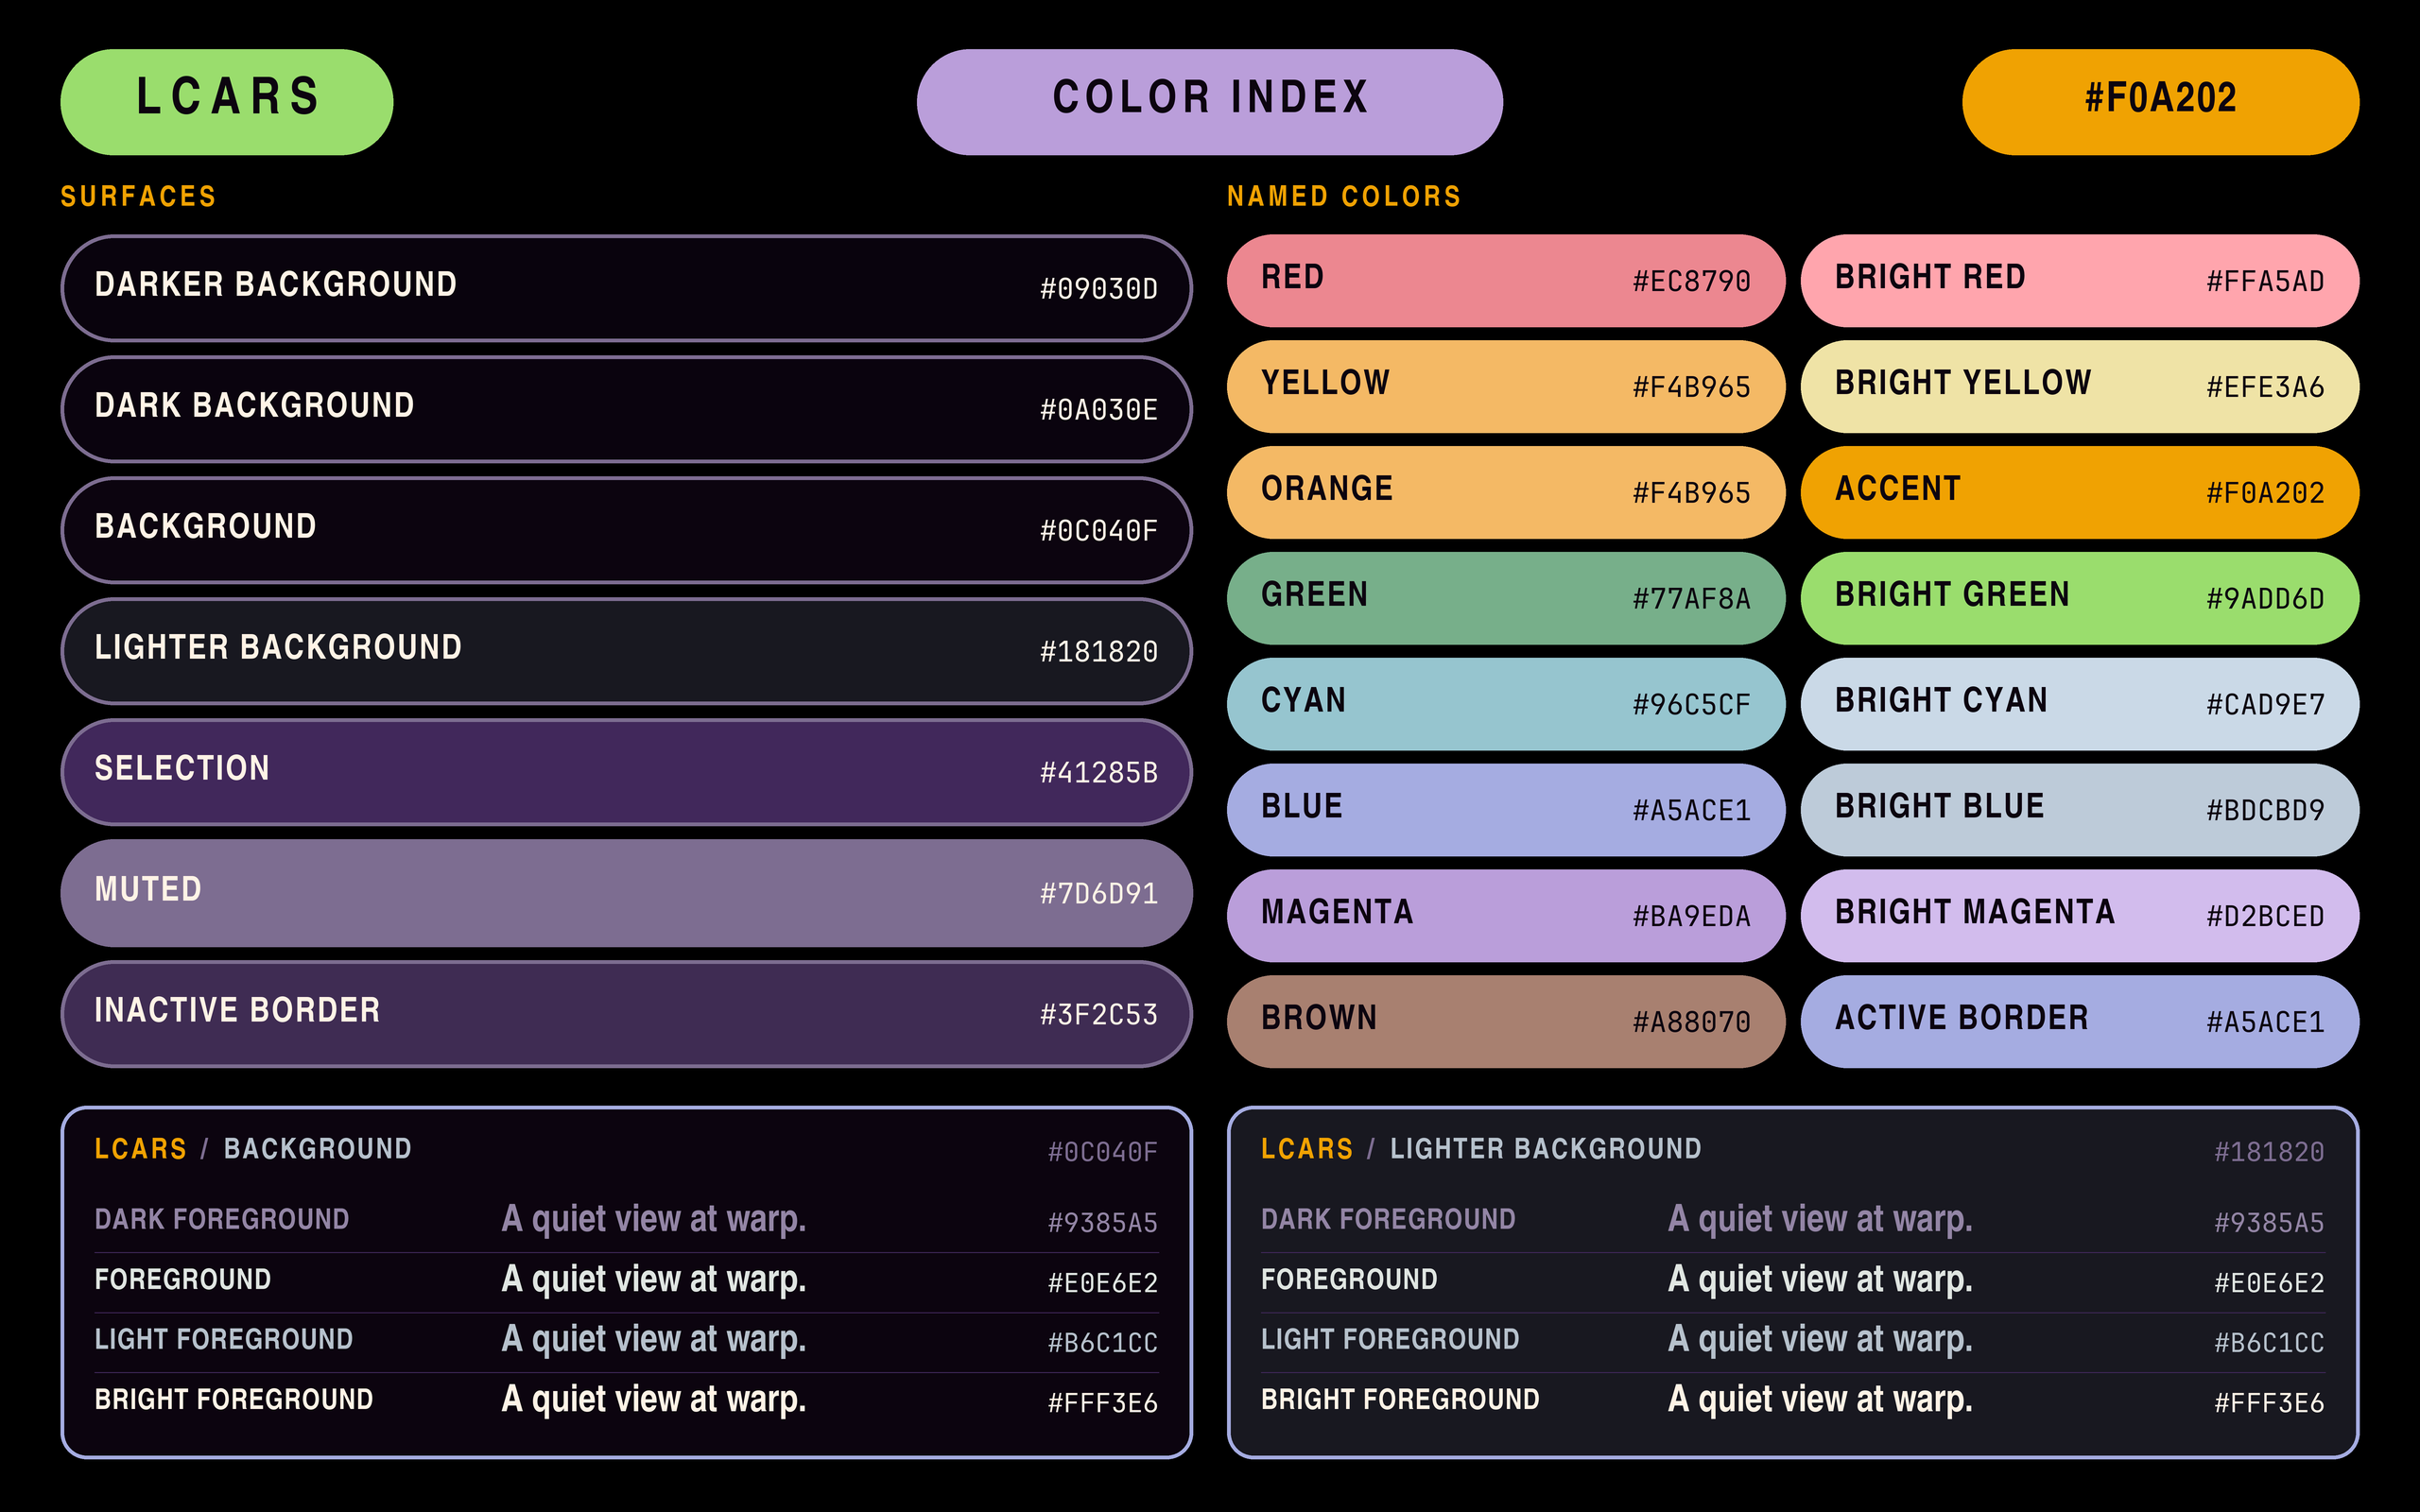 LCARS
COLOR INDEX
#F0A202
SURFACES
DARKER BACKGROUND #09030D
DARK BACKGROUND #0A030E
BACKGROUND #0C040F
LIGHTER BACKGROUND #181820
SELECTION #41285B
MUTED #7D6D91
INACTIVE BORDER #3F2C53
NAMED COLORS
RED #EC8790
BRIGHT RED #FFA5AD
YELLOW #F4B965
BRIGHT YELLOW #EFE3A6
ORANGE #F4B965
ACCENT #F0A202
GREEN #77AF8A
BRIGHT GREEN #9ADD6D
CYAN #96C5CF
BRIGHT CYAN #CAD9E7
BLUE #A5ACE1
BRIGHT BLUE #BDCBD9
MAGENTA #BA9EDA
BRIGHT MAGENTA #D2BCED
BROWN #A88070
ACTIVE BORDER #A5ACE1
LCARS / BACKGROUND #0C040F
DARK FOREGROUND A quiet view at warp. #9385A5
FOREGROUND A quiet view at warp. #E0E6E2
LIGHT FOREGROUND A quiet view at warp. #B6C1CC
BRIGHT FOREGROUND A quiet view at warp. #FFF3E6
LCARS / LIGHTER BACKGROUND #181820
DARK FOREGROUND A quiet view at warp. #9385A5
FOREGROUND A quiet view at warp. #E0E6E2
LIGHT FOREGROUND A quiet view at warp. #B6C1CC
BRIGHT FOREGROUND A quiet view at warp. #FFF3E6